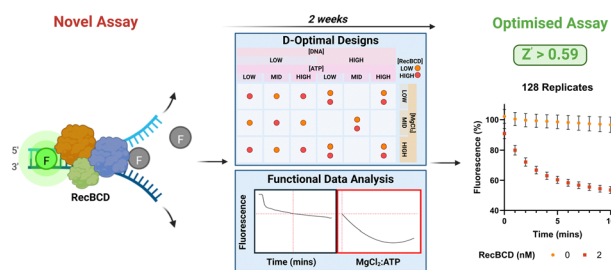 Novel Assay
2 weeks
Optimised Assay
D-Optimal Designs
[DNA]
LOW HIGH
[ATP]
LOW MID HIGH LOW MID HIGH
[RecBCD]
LOW
HIGH
LOW
MID
HIGH
[MgCl₂]
5'
3'
F
F
F
RecBCD
Functional Data Analysis
Fluorescence
Time (mins)
MgCl₂:ATP
Z' > 0.59
128 Replicates
Fluorescence (%)
100
80
60
40
0 5 10
Time (mins)
RecBCD (nM) 0 2